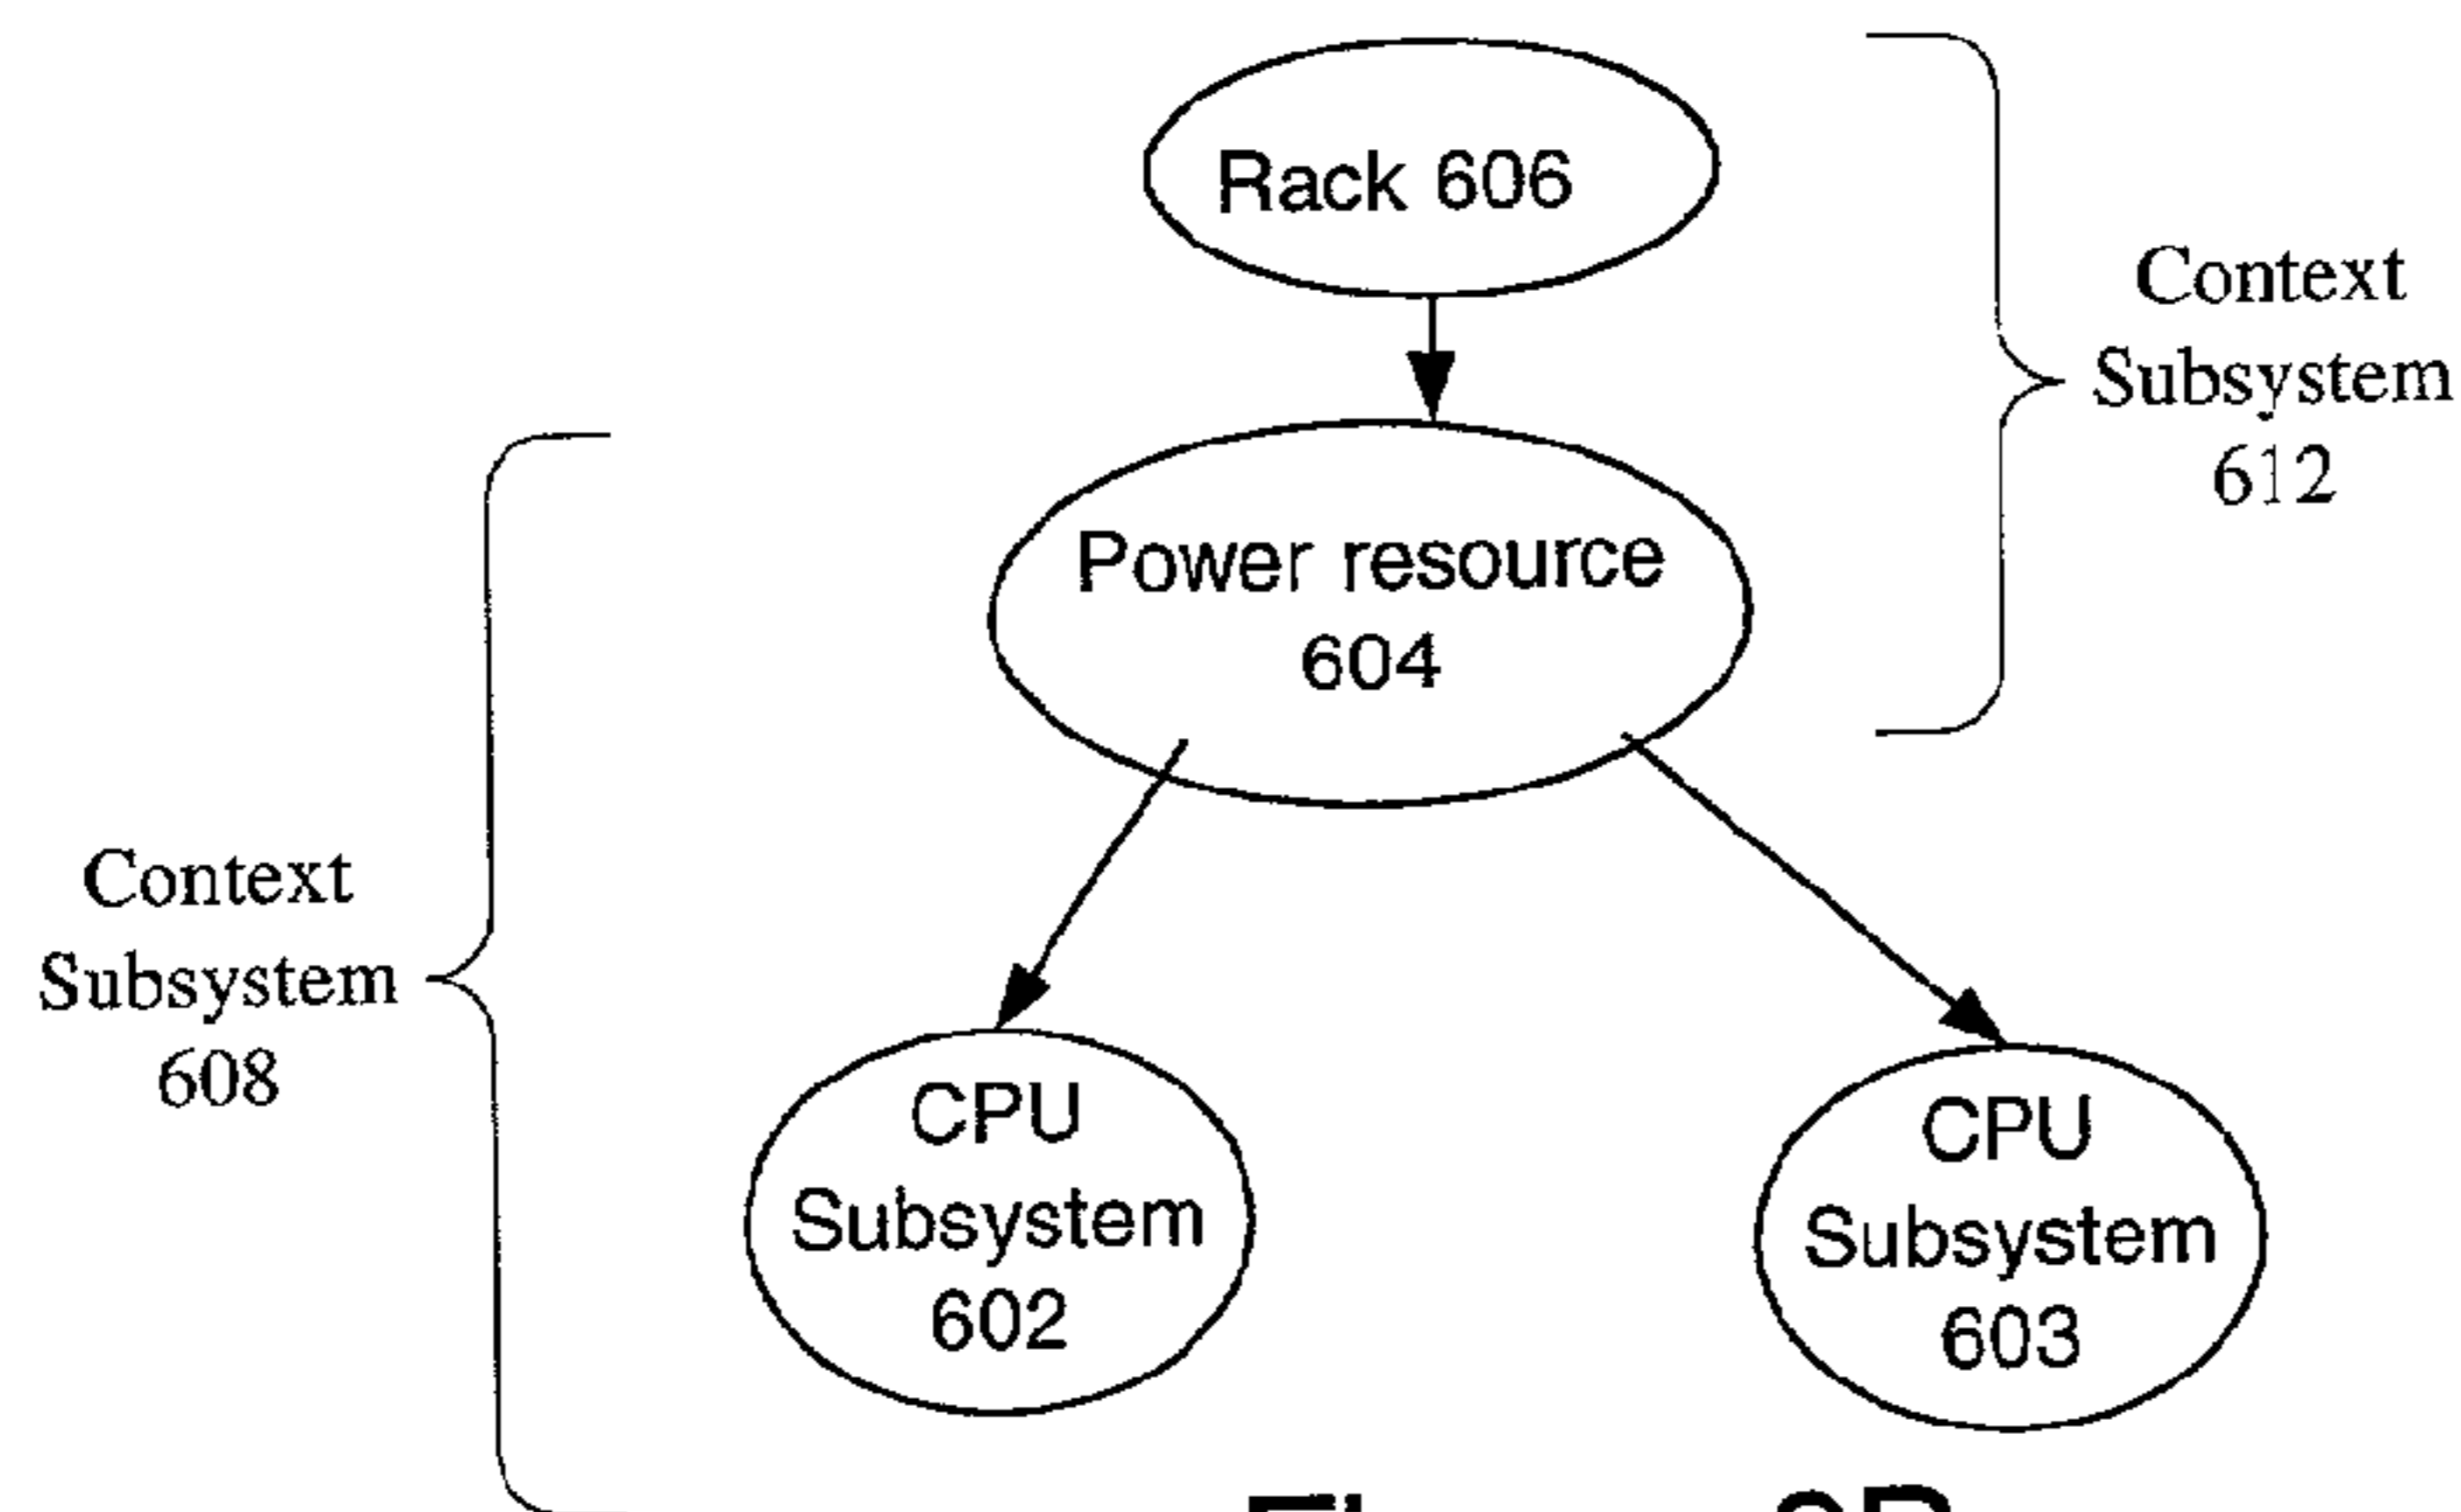 Rack 606
Context
Subsystem
612
Power resource
604
Context
Subsystem
608
CPU
Subsystem
602
CPU
Subsystem
603